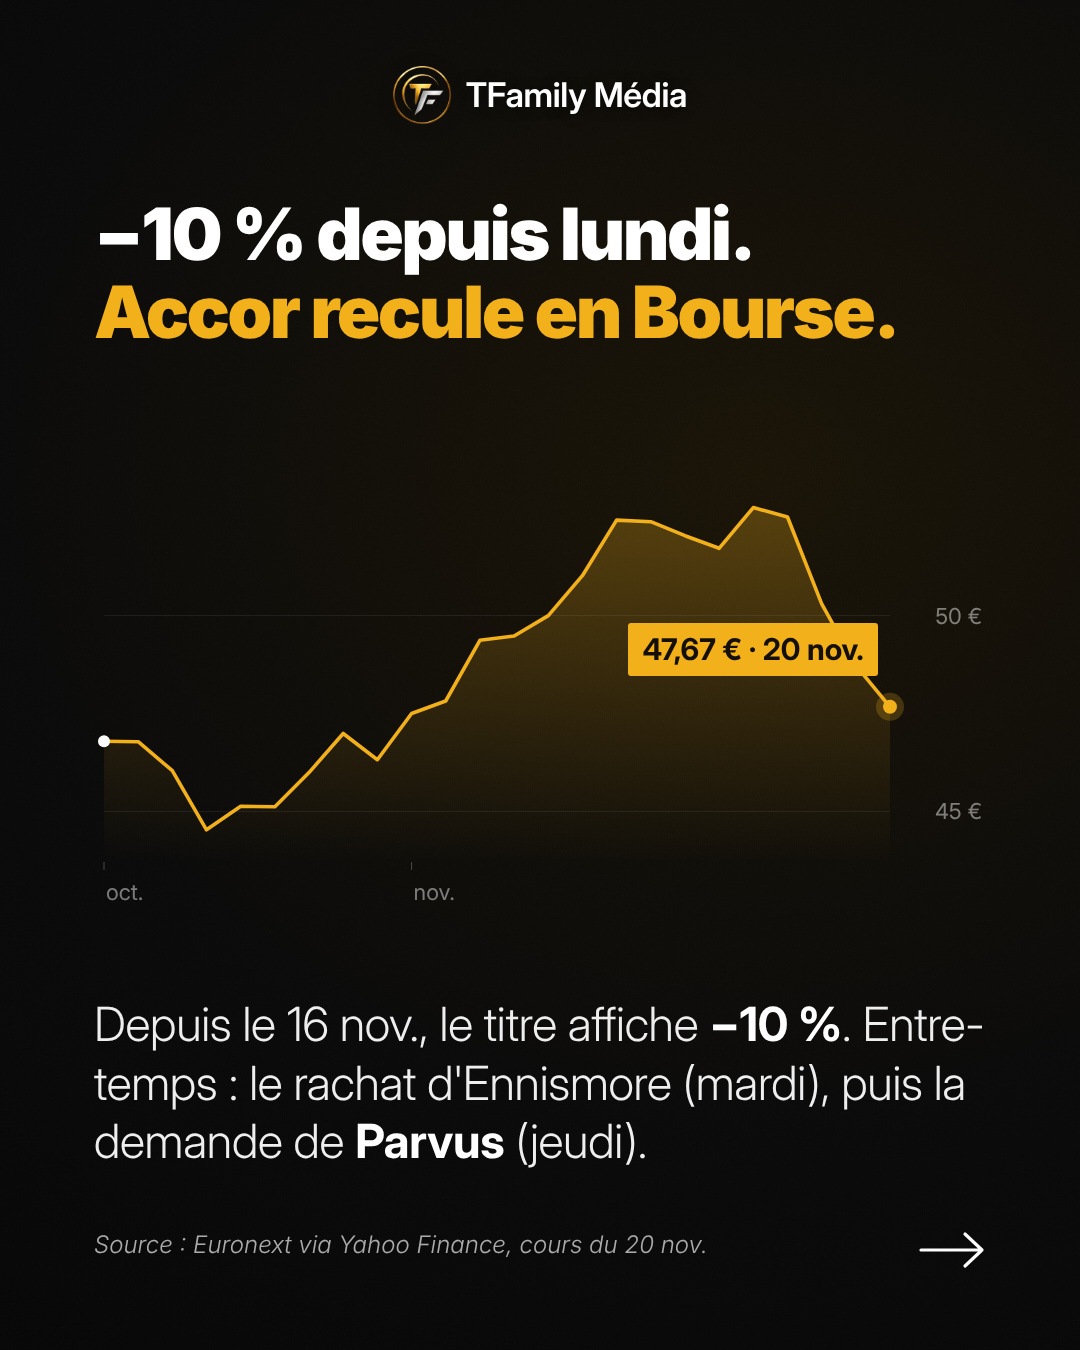 TF TFamily Média
−10 % depuis lundi.
Accor recule en Bourse.
50 €
47,67 € · 20 nov.
45 €
oct. nov.
Depuis le 16 nov., le titre affiche −10 %. Entre-
temps : le rachat d'Ennismore (mardi), puis la
demande de Parvus (jeudi).
Source : Euronext via Yahoo Finance, cours du 20 nov.